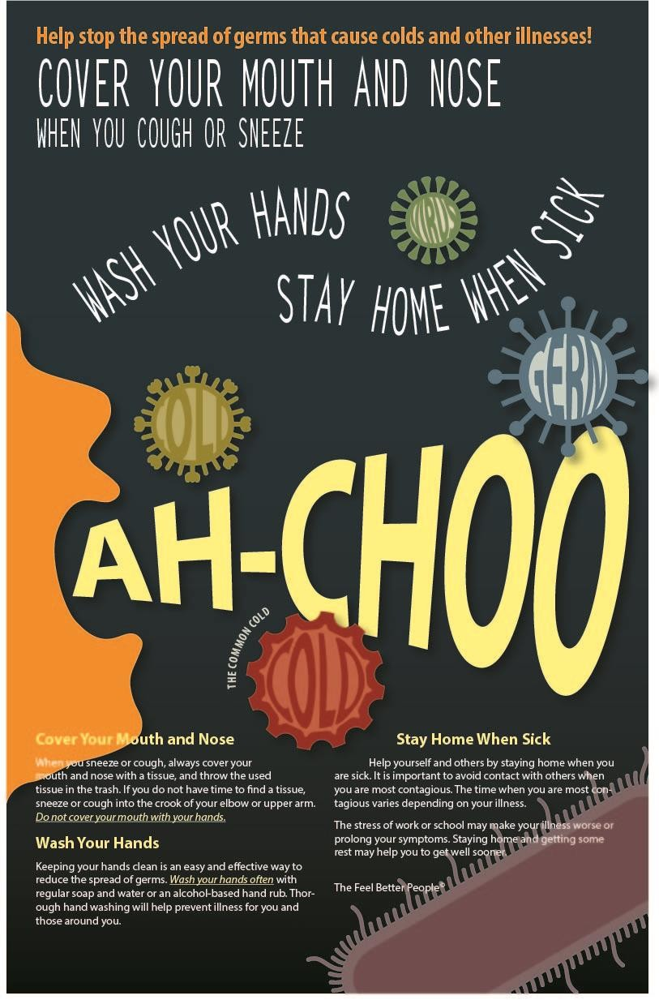 Help stop the spread of germs that cause colds and other illnesses!
COVER YOUR MOUTH AND NOSE
WHEN YOU COUGH OR SNEEZE
WASH YOUR HANDS
VIRUS
STAY HOME WHEN SICK
GERM
COLD
AH-CHOO
THE COMMON COLD
COLD
Cover Your Mouth and Nose
When you sneeze or cough, always cover your
mouth and nose with a tissue, and throw the used
tissue in the trash. If you do not have time to find a tissue,
sneeze or cough into the crook of your elbow or upper arm.
Do not cover your mouth with your hands.
Wash Your Hands
Keeping your hands clean is an easy and effective way to
reduce the spread of germs. Wash your hands often with
regular soap and water or an alcohol-based hand rub. Thor-
ough hand washing will help prevent illness for you and
those around you.
Stay Home When Sick
Help yourself and others by staying home when you
are sick. It is important to avoid contact with others when
you are most contagious. The time when you are most con-
tagious varies depending on your illness.
The stress of work or school may make your illness worse or
prolong your symptoms. Staying home and getting some
rest may help you to get well sooner.
The Feel Better People®